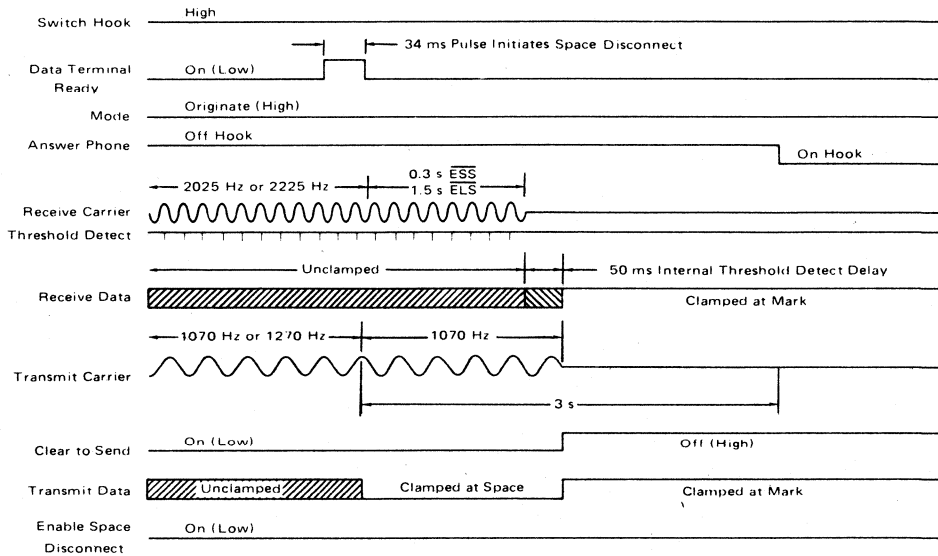 High
Switch Hook
34 ms Pulse Initiates Space Disconnect
Data Terminal
Ready
On (Low)
Originate (High)
Mode
Off Hook
Answer Phone
On Hook
0.3 s ESS
2025 Hz or 2225 Hz
1.5 s ELS
Receive Carrier
Threshold Detect
Unclamped
50 ms Internal Threshold Detect Delay
Receive Data
Clamped at Mark
1070 Hz or 1270 Hz
1070 Hz
Transmit Carrier
3 s
On (Low)
Off (High)
Clear to Send
Transmit Data
Unclamped
Clamped at Space
Clamped at Mark
Enable Space
Disconnect
On (Low)